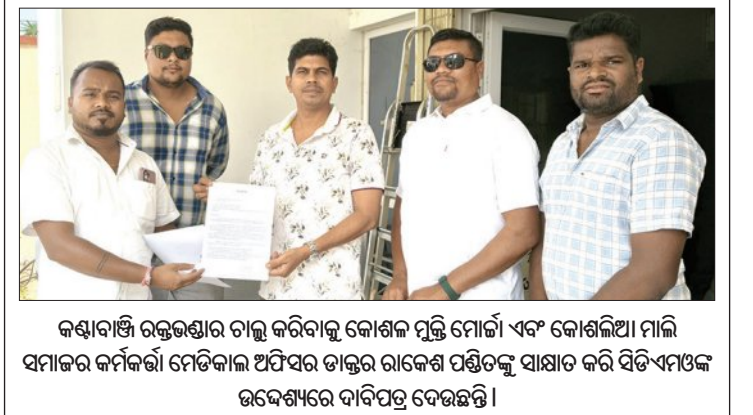 କଣ୍ଟାବାଞ୍ଜି ରକ୍ତଭଣ୍ଡାର ଚାଲୁ କରିବାକୁ କୋଶଳ ମୁକ୍ତି ମୋର୍ଚ୍ଚା ଏବଂ କୋଶଲିଆ ମାଲି
ସମାଜର କର୍ମକର୍ତ୍ତା ମେଡିକାଲ ଅଫିସର ଡାକ୍ତର ରାକେଶ ପଣ୍ଡିତଙ୍କୁ ସାକ୍ଷାତ କରି ସିଡିଏମଓଙ୍କ
ଉଦ୍ଦେଶ୍ୟରେ ଦାବିପତ୍ର ଦେଉଛନ୍ତି ।